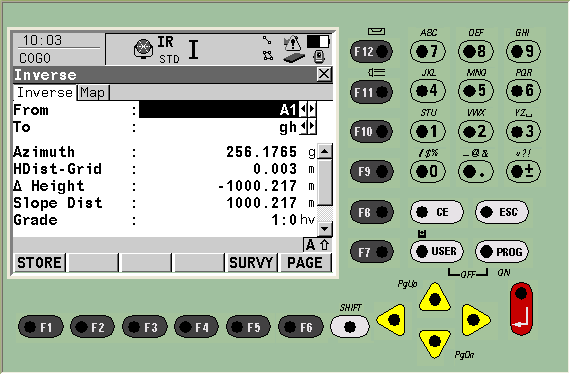 10:03
COGO
IR
STD
I
Inverse
Inverse Map
From : A1
To : gh
Azimuth : 256.1765 g
HDist-Grid : 0.003 m
Δ Height : -1000.217 m
Slope Dist : 1000.217 m
Grade : 1:0 hv
A
STORE SURVY PAGE
F12
F11
F10
F9
F8
F7
ABC DEF GHI
7 8 9
JKL MNO PQR
4 5 6
STU VWX YZ
1 2 3
/$% _@& *?!
0 . ±
CE ESC
USER PROG
OFF ON
PgUp
PgDn
F1 F2 F3 F4 F5 F6
SHIFT